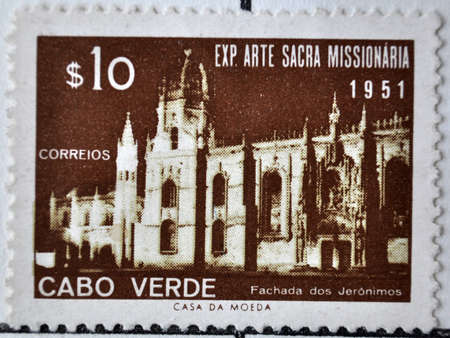 $10
EXP ARTE SACRA MISSIONÁRIA
1951
CORREIOS
CABO VERDE
Fachada dos Jerónimos
CASA DA MOEDA